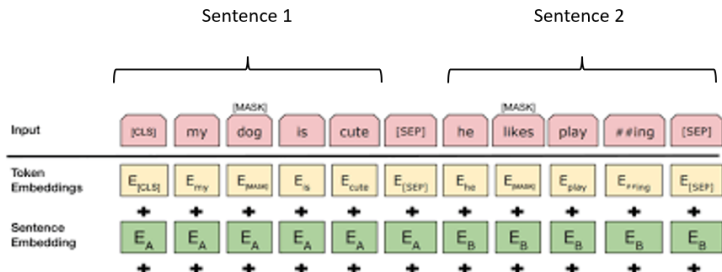 Sentence 1 Sentence 2
[MASK] [MASK]
Input [CLS] my dog is cute [SEP] he likes play ##ing [SEP]
Token
Embeddings E[CLS] Emy E[MASK] Eis Ecute E[SEP] Ehe E[MASK] Eplay E##ing E[SEP]
+ + + + + + + + + + +
Sentence
Embedding EA EA EA EA EA EA EB EB EB EB EB
+ + + + + + + + + + +